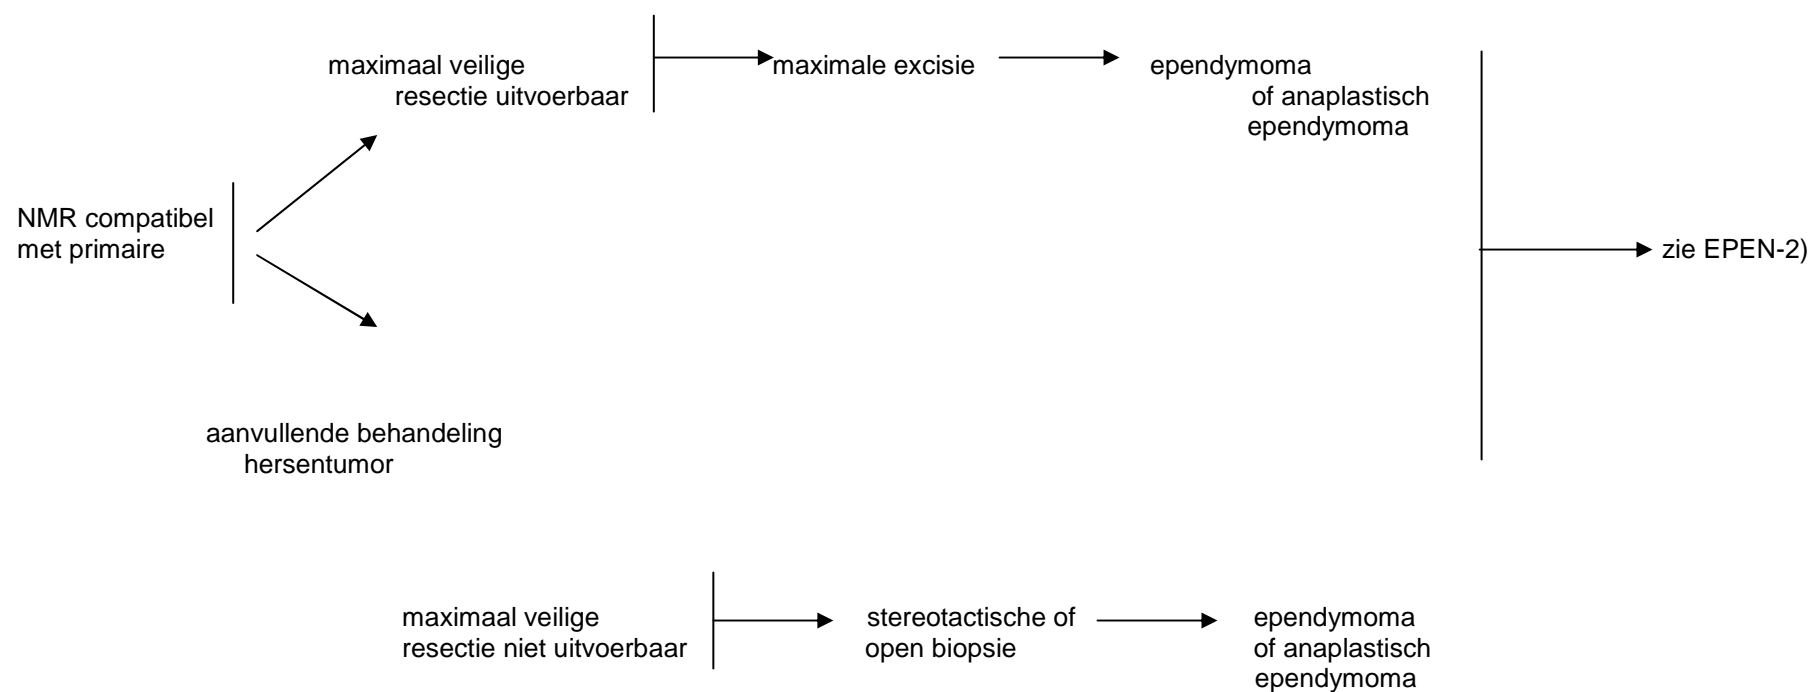 maximaal veilige
resectie uitvoerbaar
maximale excisie
ependymoma
of anaplastisch
ependymoma
NMR compatibel
met primaire
zie EPEN-2)
aanvullende behandeling
hersentumor
maximaal veilige
resectie niet uitvoerbaar
stereotactische of
open biopsie
ependymoma
of anaplastisch
ependymoma